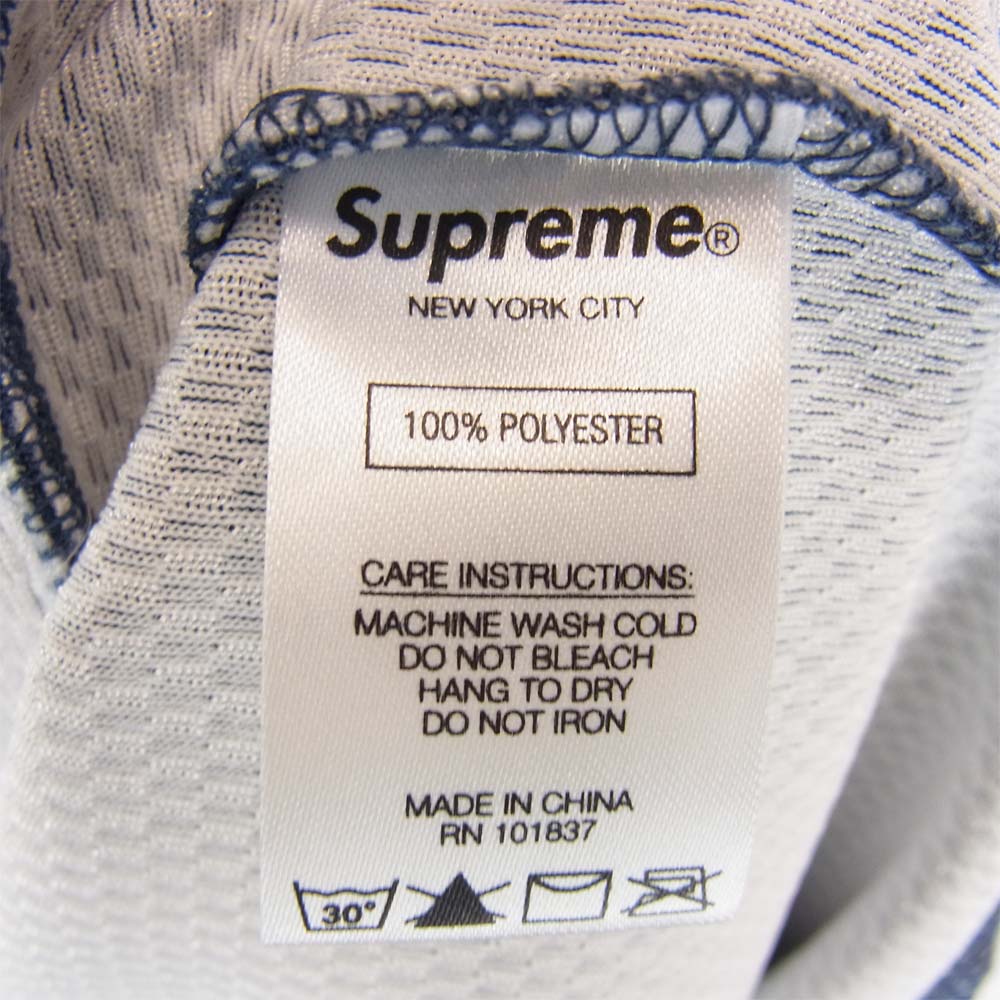 Supreme®
NEW YORK CITY
100% POLYESTER
CARE INSTRUCTIONS:
MACHINE WASH COLD
DO NOT BLEACH
HANG TO DRY
DO NOT IRON
MADE IN CHINA
RN 101837
30°